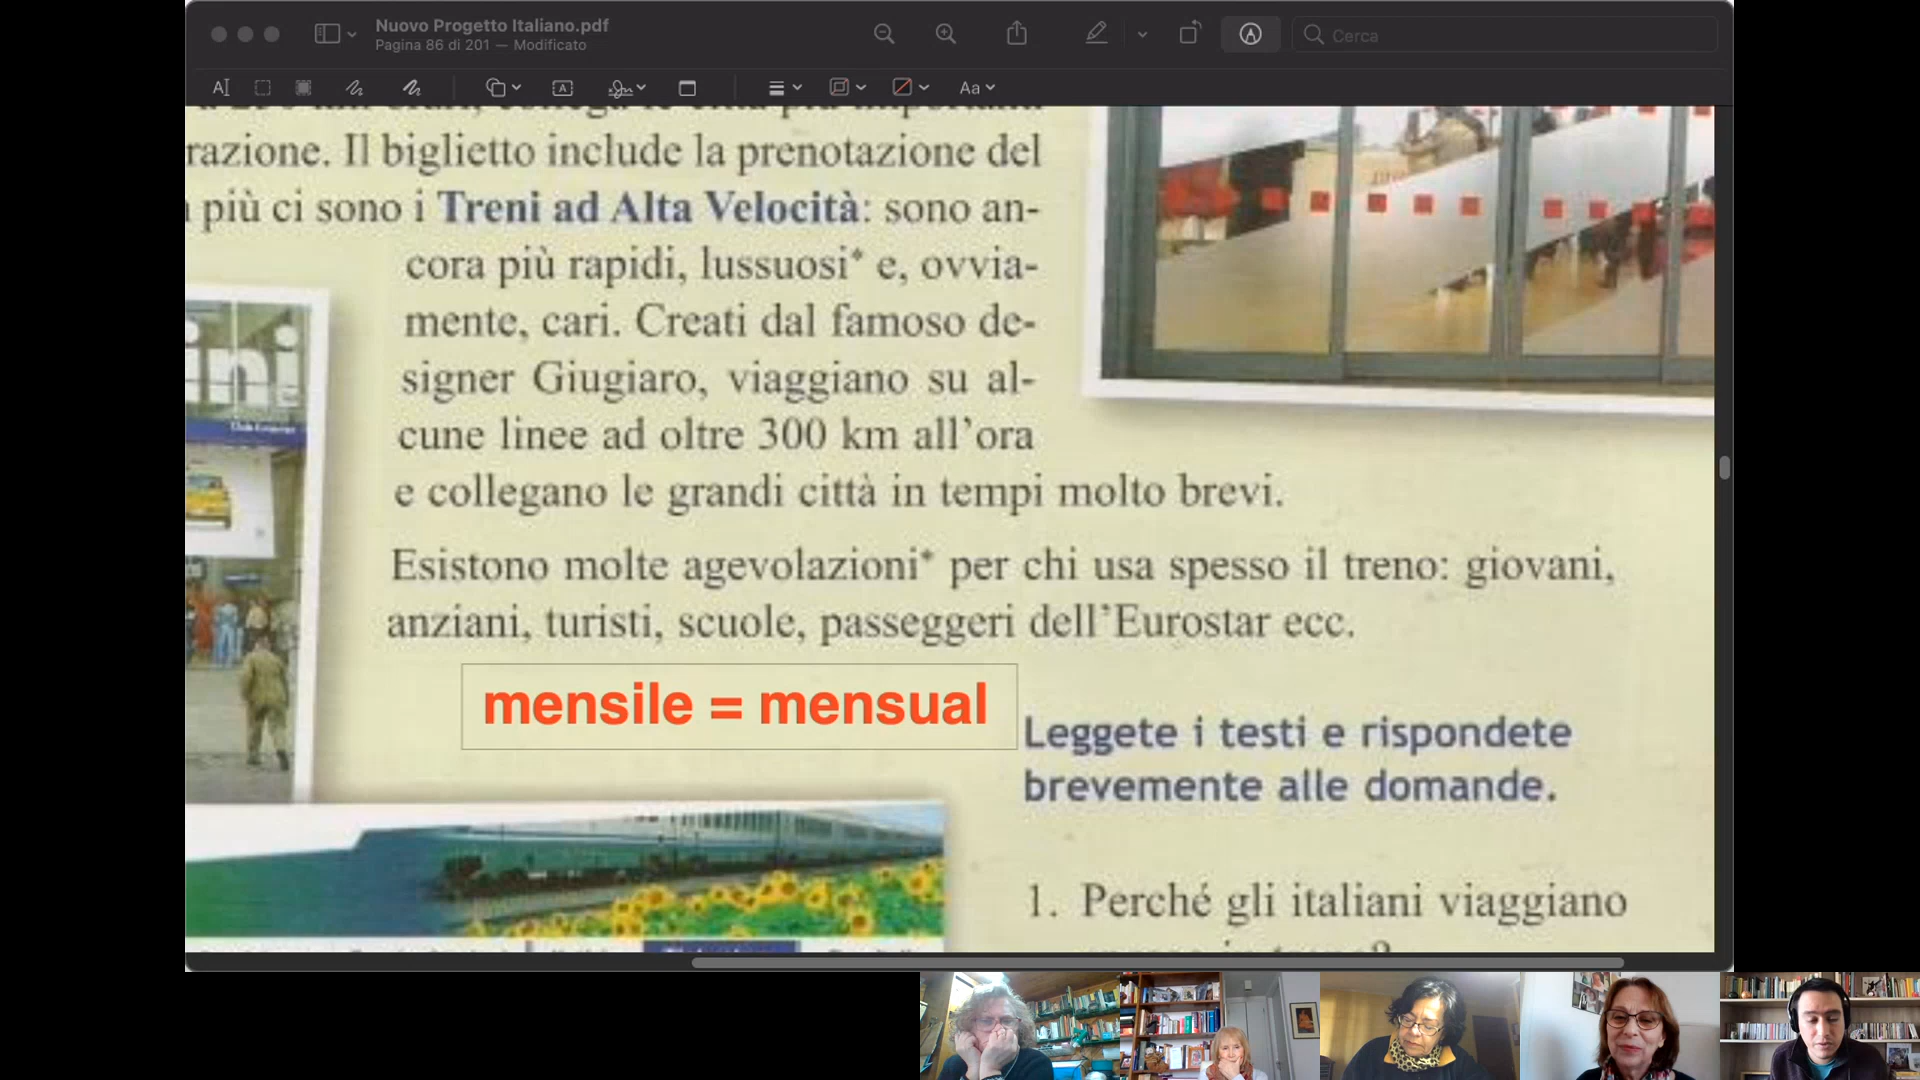 Nuovo Progetto Italiano.pdf
Pagina 86 di 201 — Modificato
Cerca
Aa
razione. Il biglietto include la prenotazione del
più ci sono i Treni ad Alta Velocità: sono an-
cora più rapidi, lussuosi* e, ovvia-
mente, cari. Creati dal famoso de-
signer Giugiaro, viaggiano su al-
cune linee ad oltre 300 km all'ora
e collegano le grandi città in tempi molto brevi.
Esistono molte agevolazioni* per chi usa spesso il treno: giovani,
anziani, turisti, scuole, passeggeri dell'Eurostar ecc.
mensile = mensual
Leggete i testi e rispondete
brevemente alle domande.
1. Perché gli italiani viaggiano